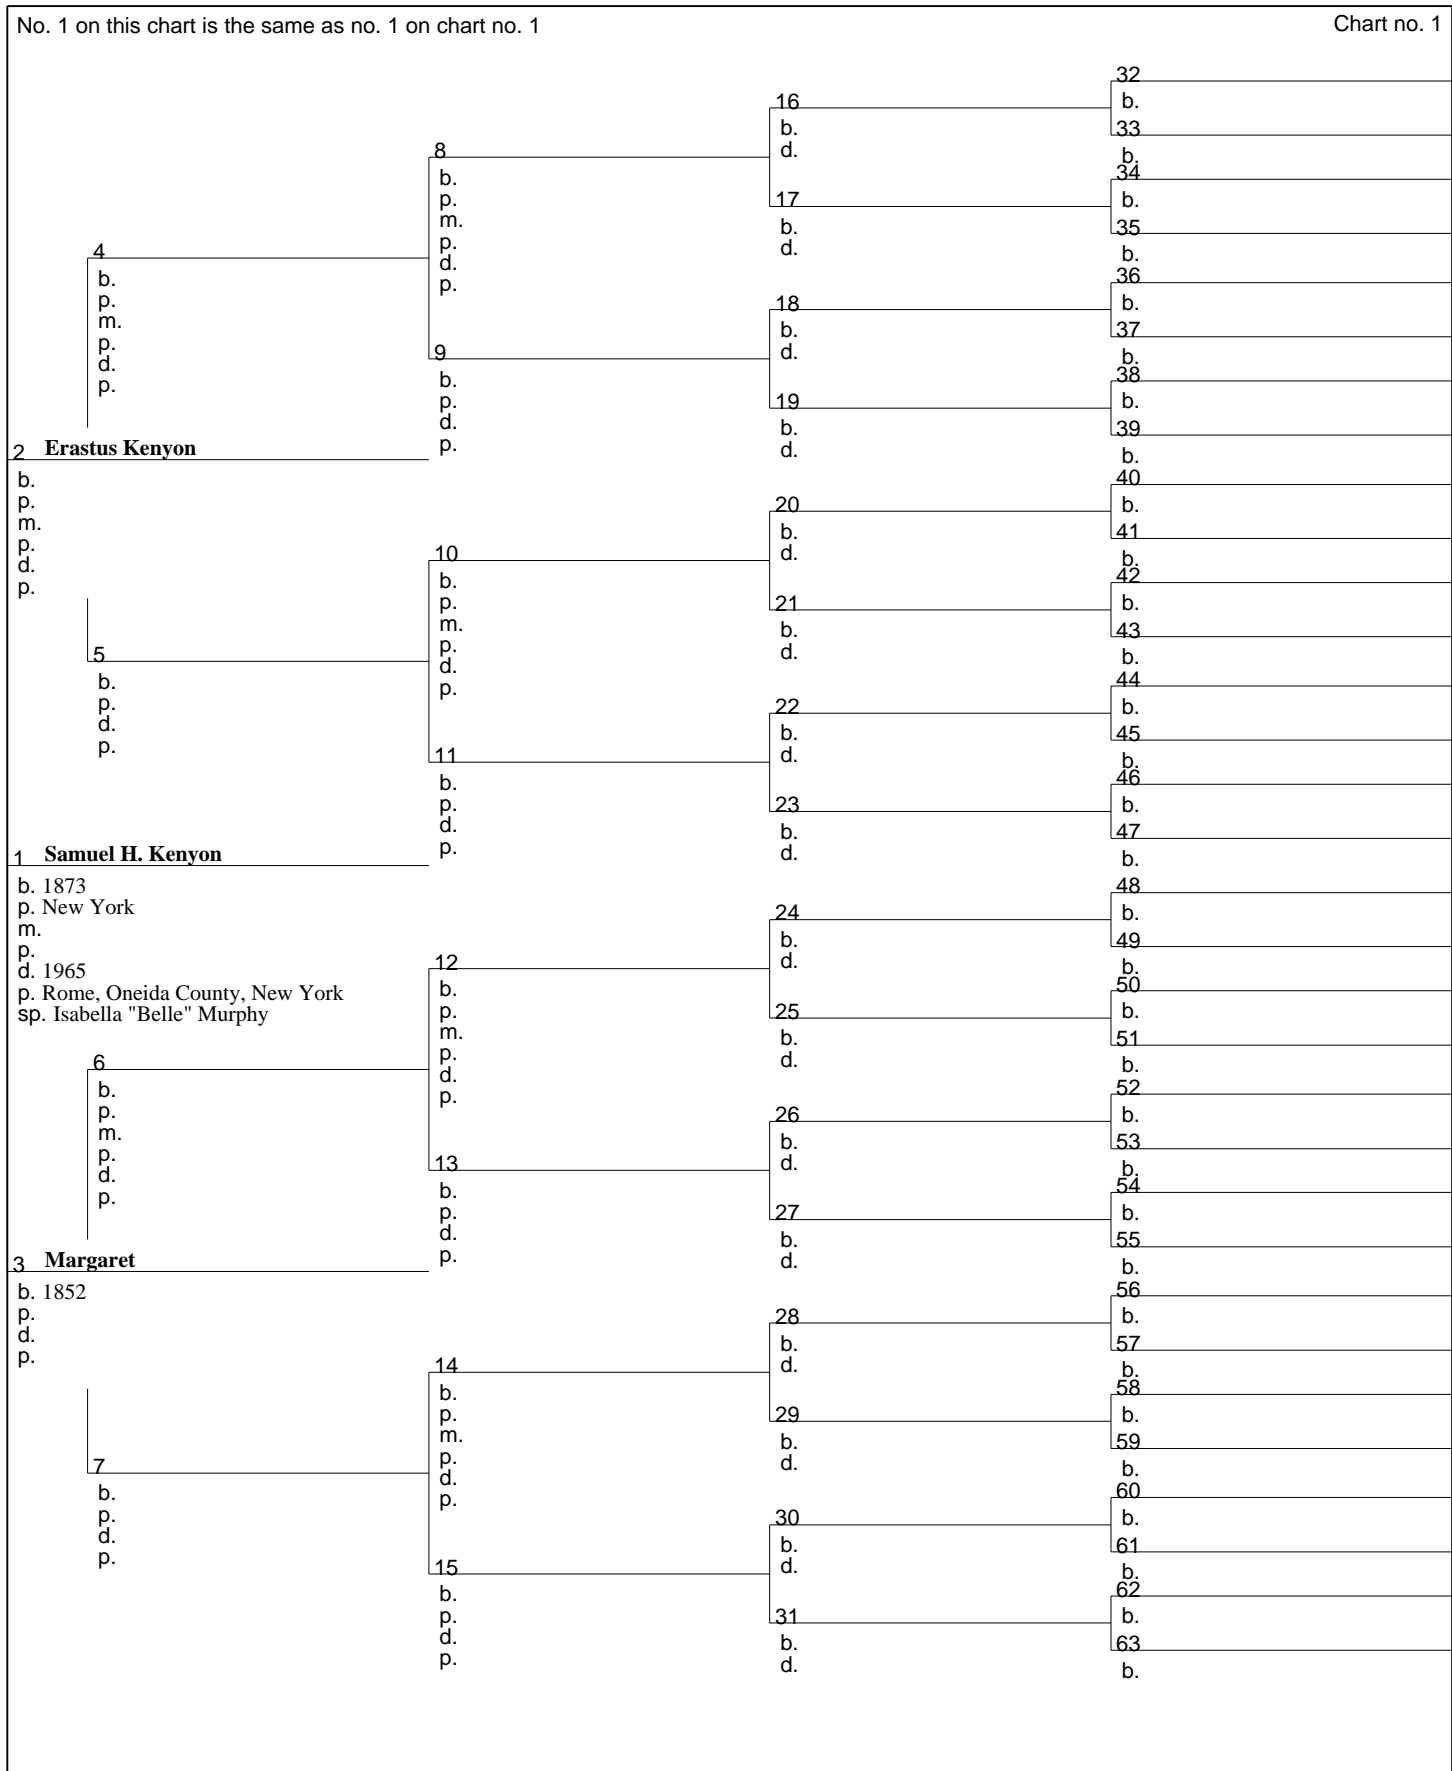 No. 1 on this chart is the same as no. 1 on chart no. 1
Chart no. 1
2 Erastus Kenyon
b.
p.
m.
p.
d.
p.
1 Samuel H. Kenyon
b. 1873
p. New York
m.
p.
d. 1965
p. Rome, Oneida County, New York
sp. Isabella "Belle" Murphy
3 Margaret
b. 1852
p.
d.
p.
4
b.
p.
m.
p.
d.
p.
5
b.
p.
d.
p.
6
b.
p.
m.
p.
d.
p.
7
b.
p.
d.
p.
8
b.
p.
m.
p.
d.
p.
9
b.
p.
d.
p.
10
b.
p.
m.
p.
d.
p.
11
b.
p.
d.
p.
12
b.
p.
m.
p.
d.
p.
13
b.
p.
d.
p.
14
b.
p.
m.
p.
d.
p.
15
b.
p.
d.
p.
16
b.
d.
17
b.
d.
18
b.
d.
19
b.
d.
20
b.
d.
21
b.
d.
22
b.
d.
23
b.
d.
24
b.
d.
25
b.
d.
26
b.
d.
27
b.
d.
28
b.
d.
29
b.
d.
30
b.
d.
31
b.
d.
32
b.
33
b.
34
b.
35
b.
36
b.
37
b.
38
b.
39
b.
40
b.
41
b.
42
b.
43
b.
44
b.
45
b.
46
b.
47
b.
48
b.
49
b.
50
b.
51
b.
52
b.
53
b.
54
b.
55
b.
56
b.
57
b.
58
b.
59
b.
60
b.
61
b.
62
b.
63
b.